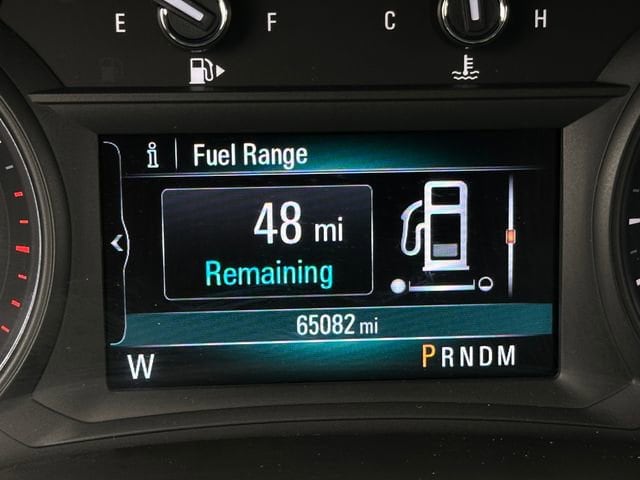 E F C H
i Fuel Range
48 mi
Remaining
65082 mi
W PRNDM